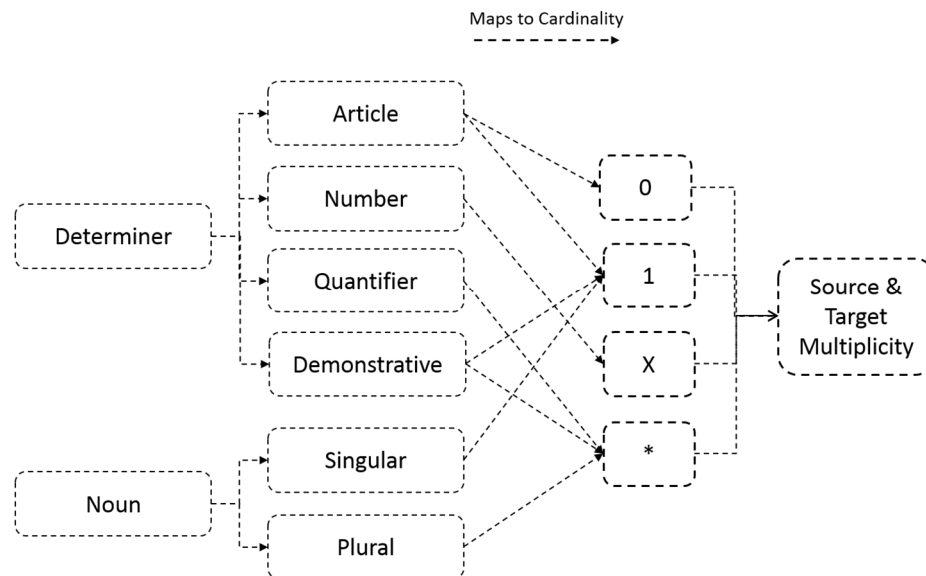 Maps to Cardinality
Article
Number
Determiner
Quantifier
Demonstrative
Singular
Noun
Plural
0
1
X
*
Source &
Target
Multiplicity